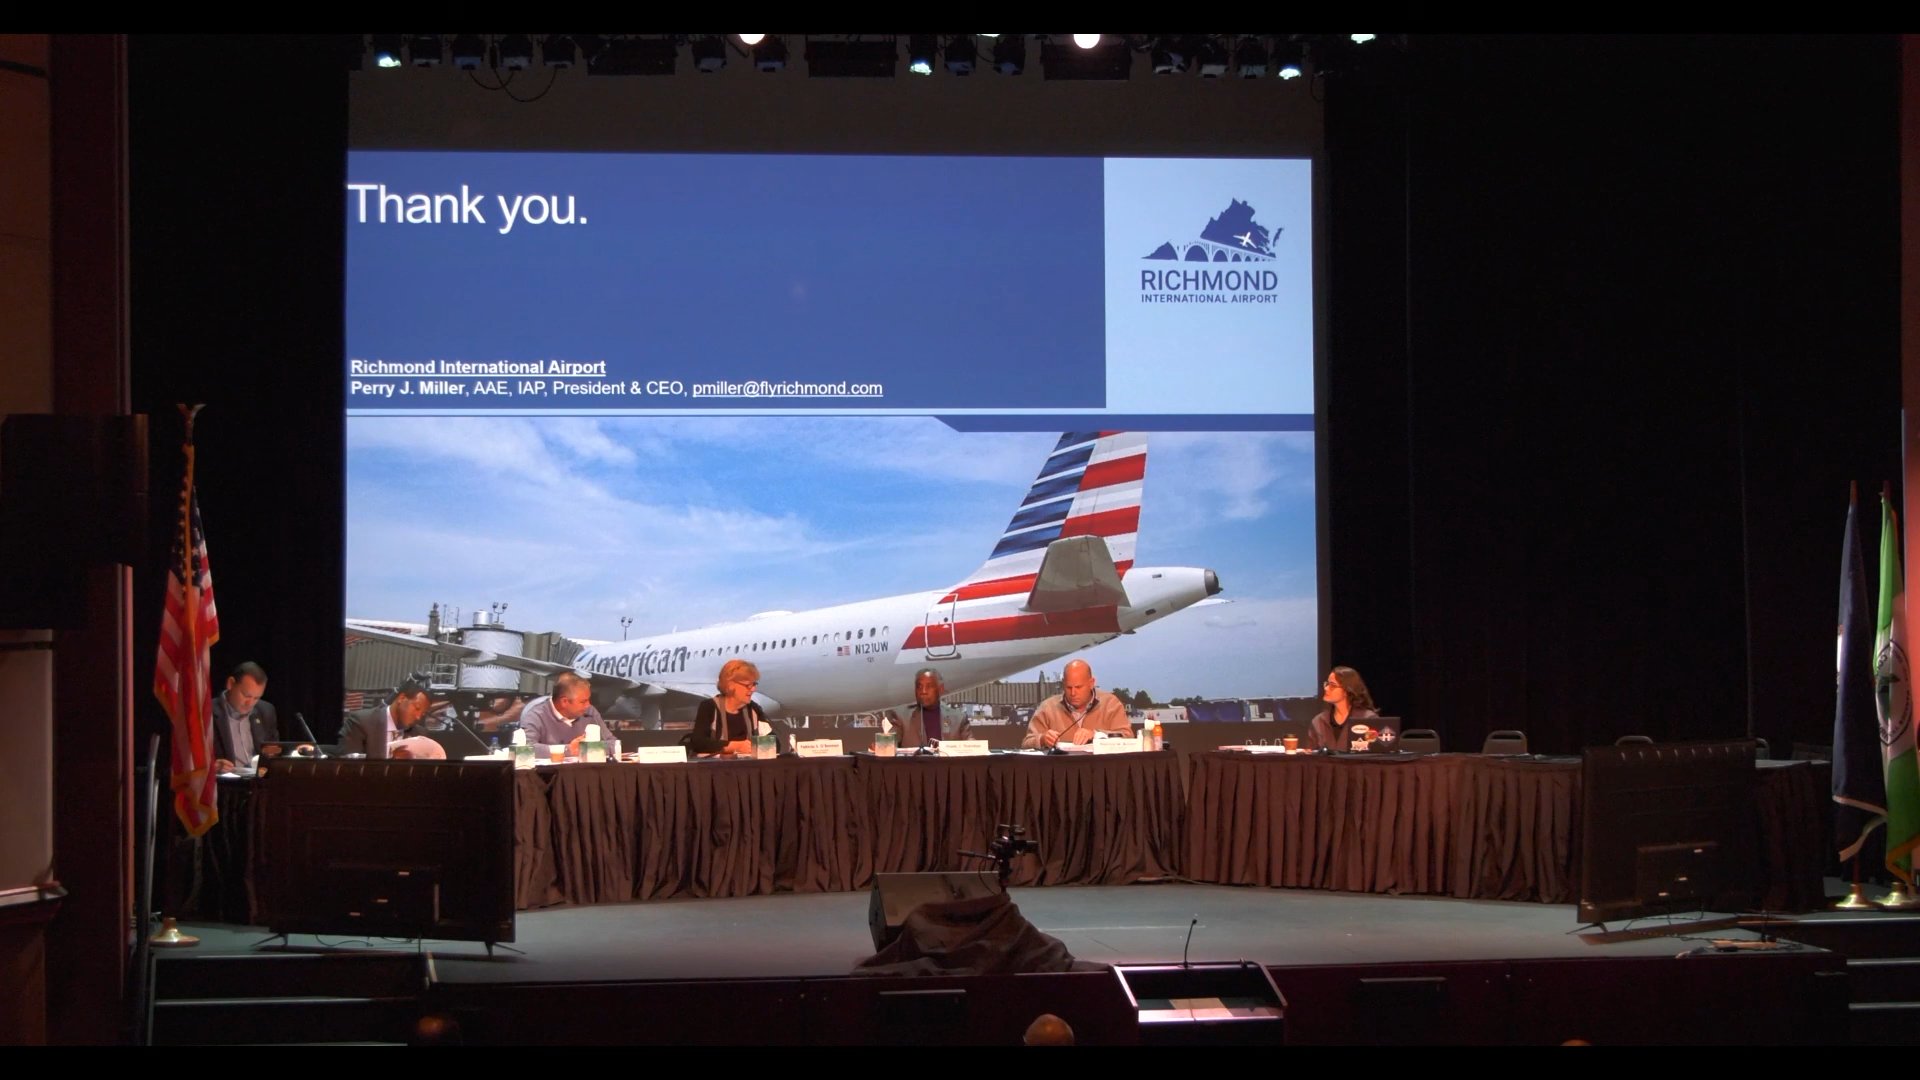 Thank you.
RICHMOND
INTERNATIONAL AIRPORT
Richmond International Airport
Perry J. Miller, AAE, IAP, President & CEO, pmiller@flyrichmond.com
American
N121UW